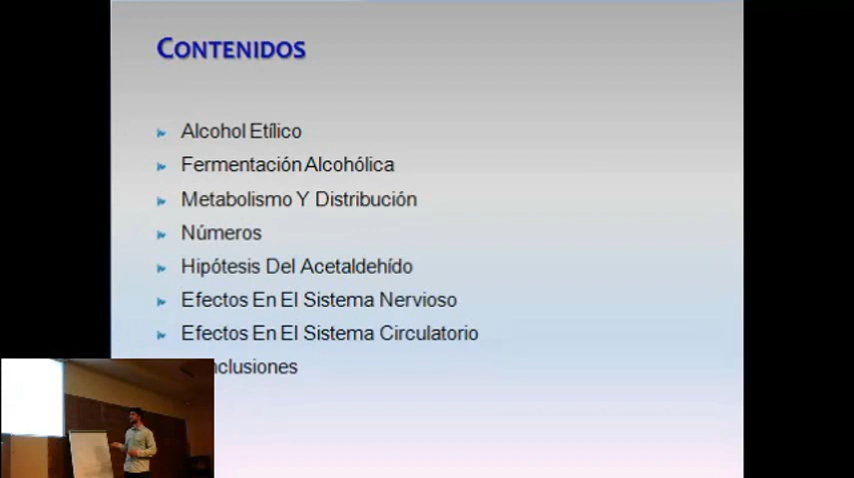 CONTENIDOS
Alcohol Etílico
Fermentación Alcohólica
Metabolismo Y Distribución
Números
Hipótesis Del Acetaldehído
Efectos En El Sistema Nervioso
Efectos En El Sistema Circulatorio
nclusiones